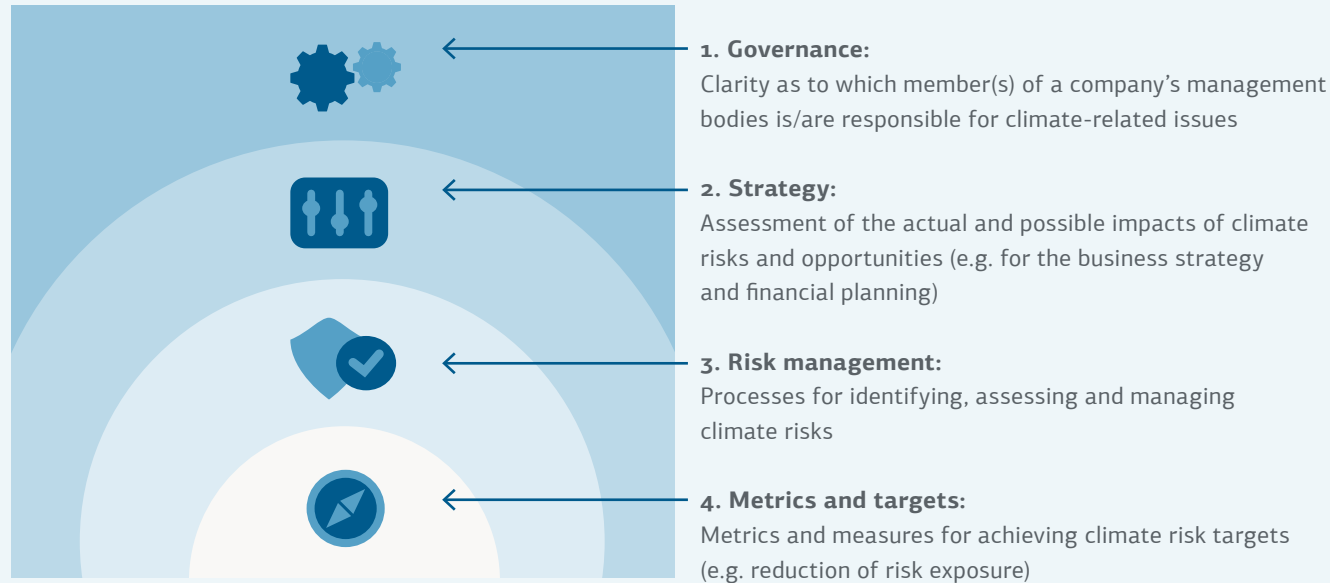 1. Governance:
Clarity as to which member(s) of a company’s management
bodies is/are responsible for climate-related issues
2. Strategy:
Assessment of the actual and possible impacts of climate
risks and opportunities (e.g. for the business strategy
and financial planning)
3. Risk management:
Processes for identifying, assessing and managing
climate risks
4. Metrics and targets:
Metrics and measures for achieving climate risk targets
(e.g. reduction of risk exposure)